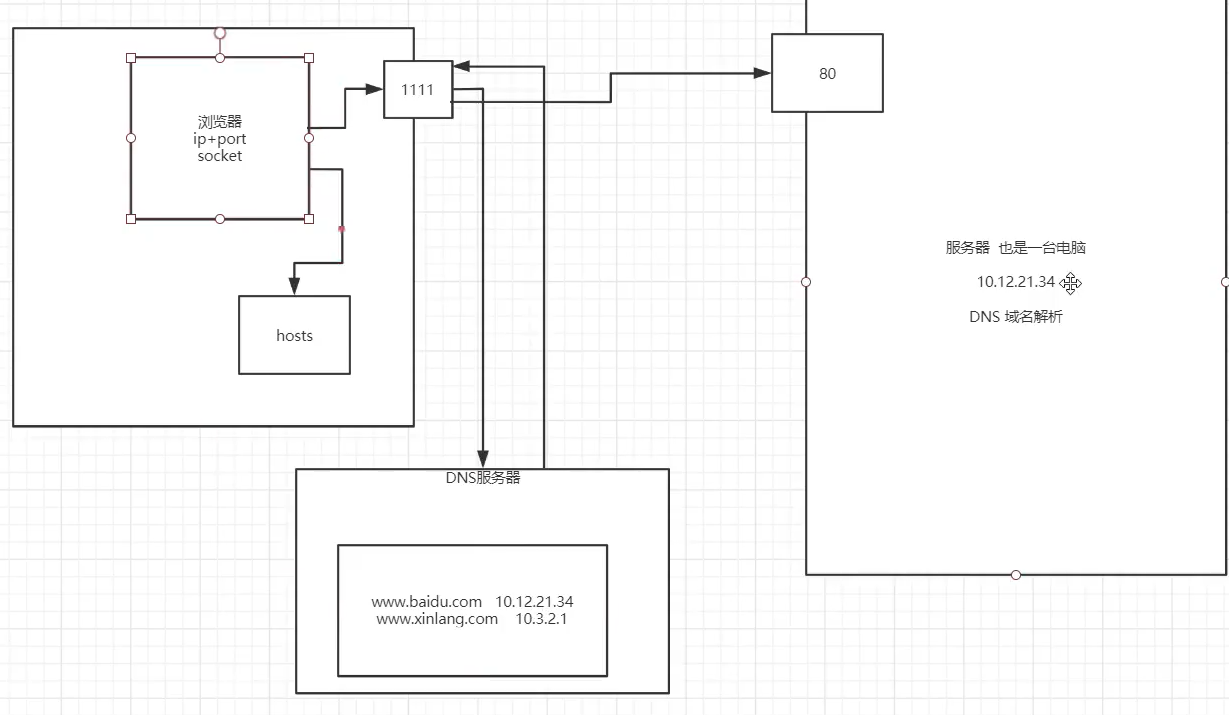 浏览器
ip+port
socket
1111
80
hosts
服务器 也是一台电脑
10.12.21.34
DNS 域名解析
DNS服务器
www.baidu.com 10.12.21.34
www.xinlang.com 10.3.2.1